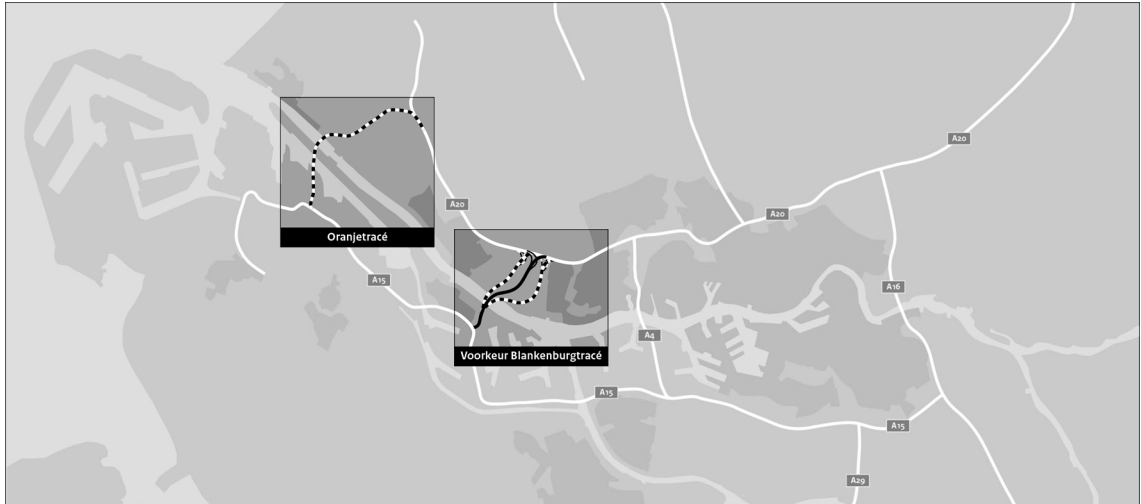 A20
Oranjetracé
A20
A20
A15
A16
Voorkeur Blankenburgtracé
A4
A15
A15
A29